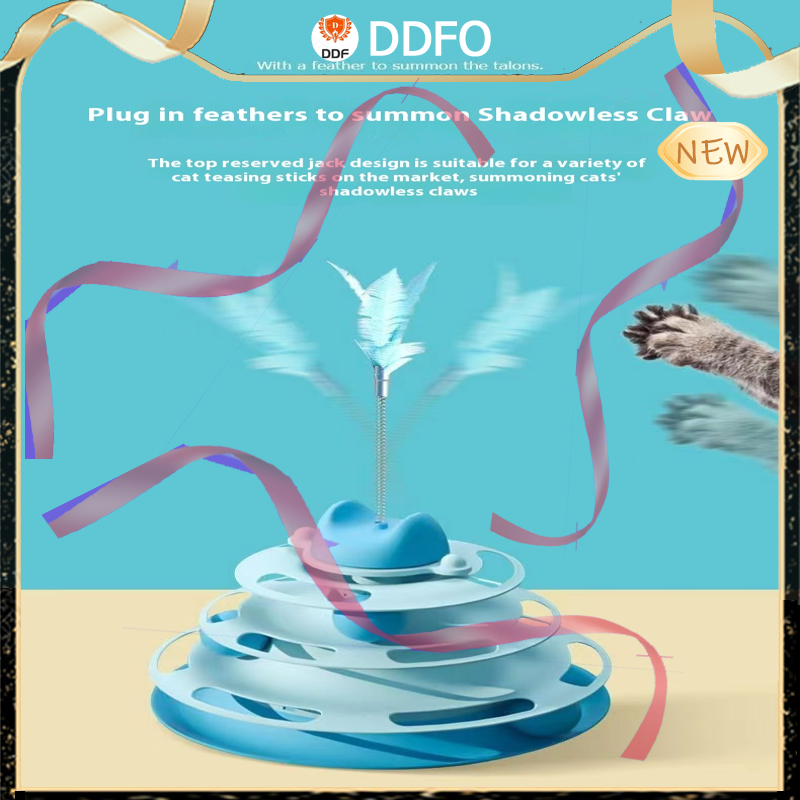 DDFO
D
DDF
With a feather to summon the talons.
Plug in feathers to summon Shadowless Claw
NEW
The top reserved jack design is suitable for a variety of
cat teasing sticks on the market, summoning cats'
shadowless claws